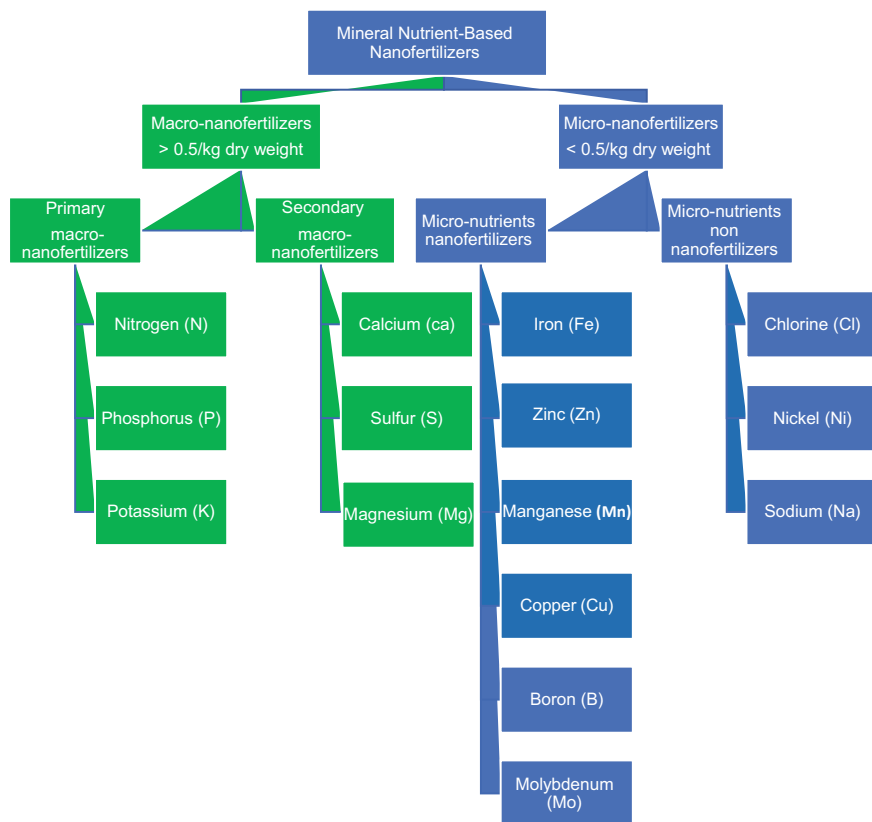 Mineral Nutrient-Based
Nanofertilizers
Macro-nanofertilizers
> 0.5/kg dry weight
Micro-nanofertilizers
< 0.5/kg dry weight
Primary
macro-
nanofertilizers
Secondary
macro-
nanofertilizers
Micro-nutrients
nanofertilizers
Micro-nutrients
non
nanofertilizers
Nitrogen (N)
Phosphorus (P)
Potassium (K)
Calcium (ca)
Sulfur (S)
Magnesium (Mg)
Iron (Fe)
Zinc (Zn)
Manganese (Mn)
Copper (Cu)
Boron (B)
Molybdenum
(Mo)
Chlorine (Cl)
Nickel (Ni)
Sodium (Na)